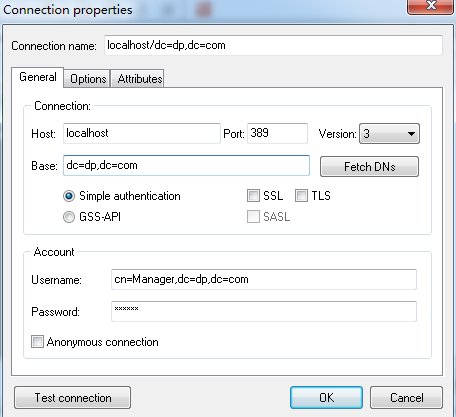 Connection properties
Connection name: localhost/dc=dp,dc=com
General Options Attributes
Connection:
Host: localhost Port: 389 Version: 3
Base: dc=dp,dc=com Fetch DNs
Simple authentication SSL TLS
GSS-API SASL
Account
Username: cn=Manager,dc=dp,dc=com
Password: ××××××
Anonymous connection
Test connection OK Cancel